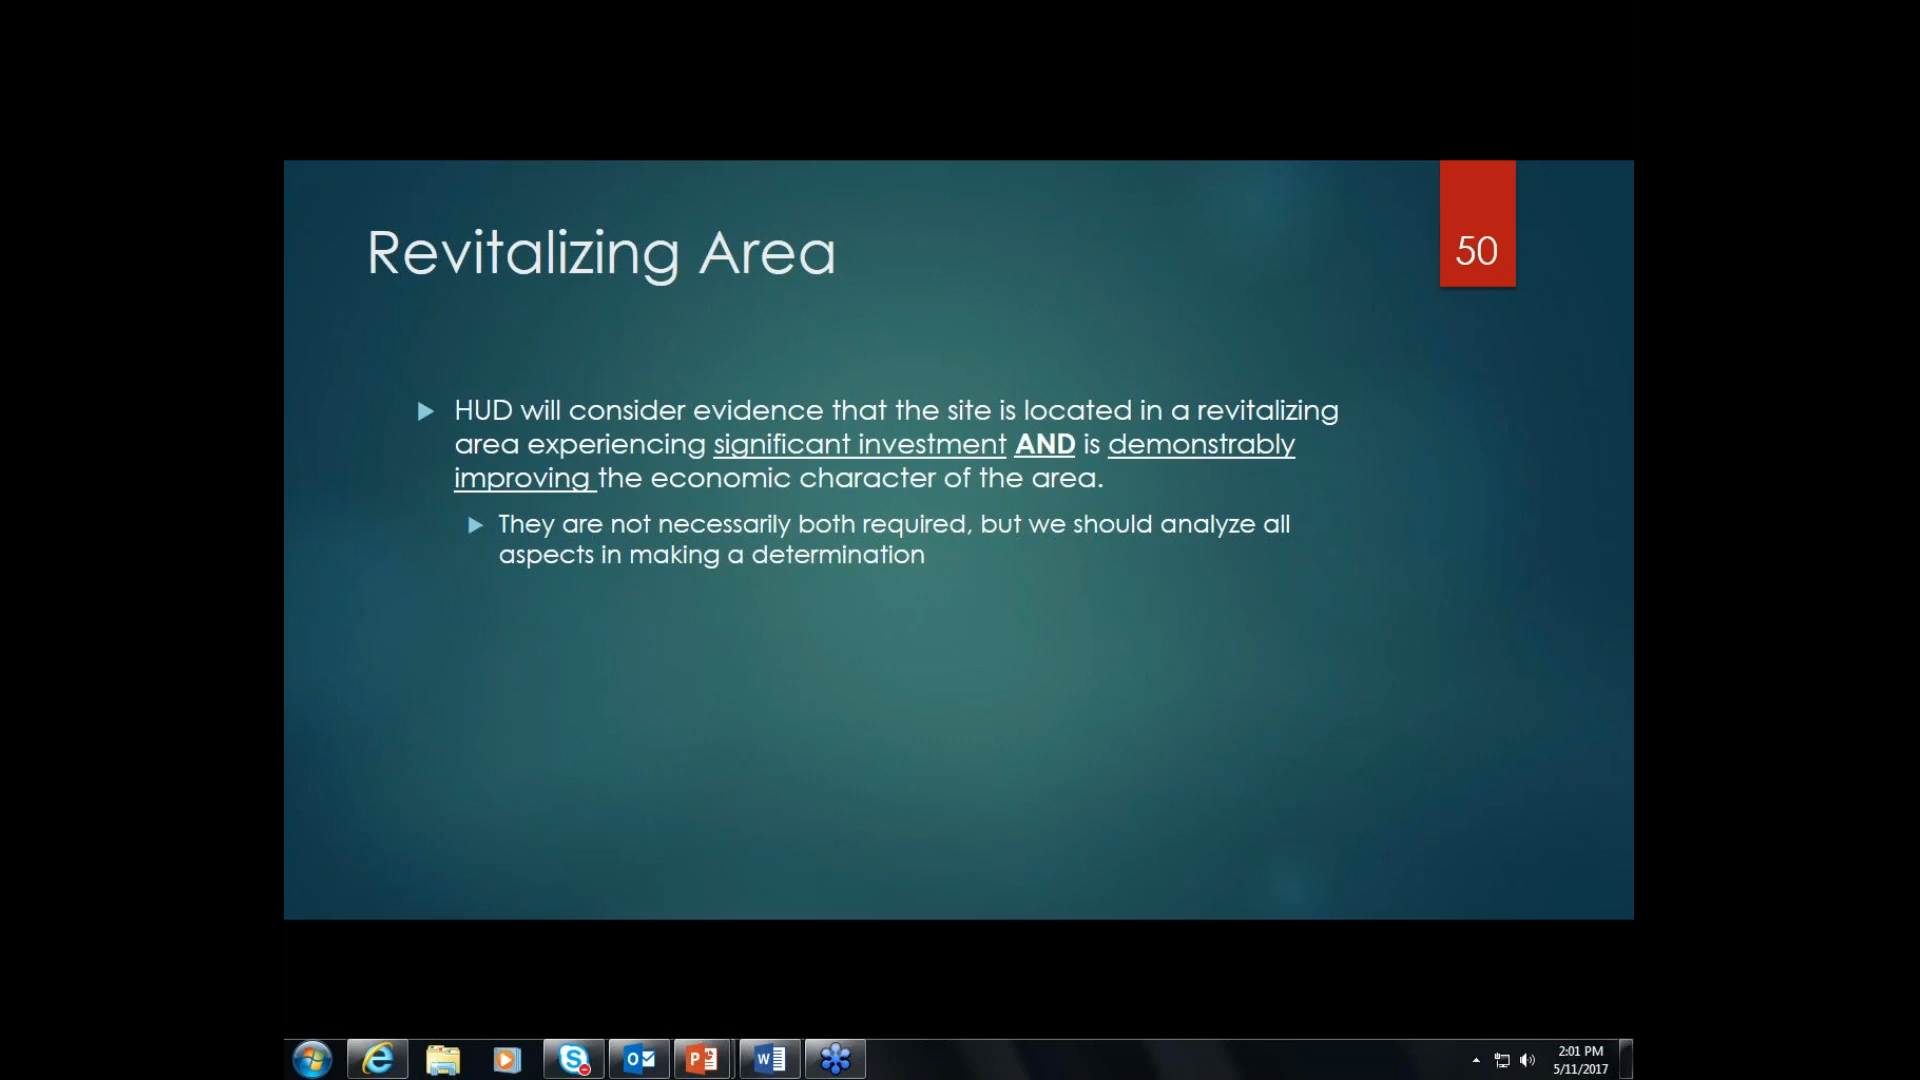 Revitalizing Area
50
HUD will consider evidence that the site is located in a revitalizing
area experiencing significant investment AND is demonstrably
improving the economic character of the area.
They are not necessarily both required, but we should analyze all
aspects in making a determination
2:01 PM
5/11/2017